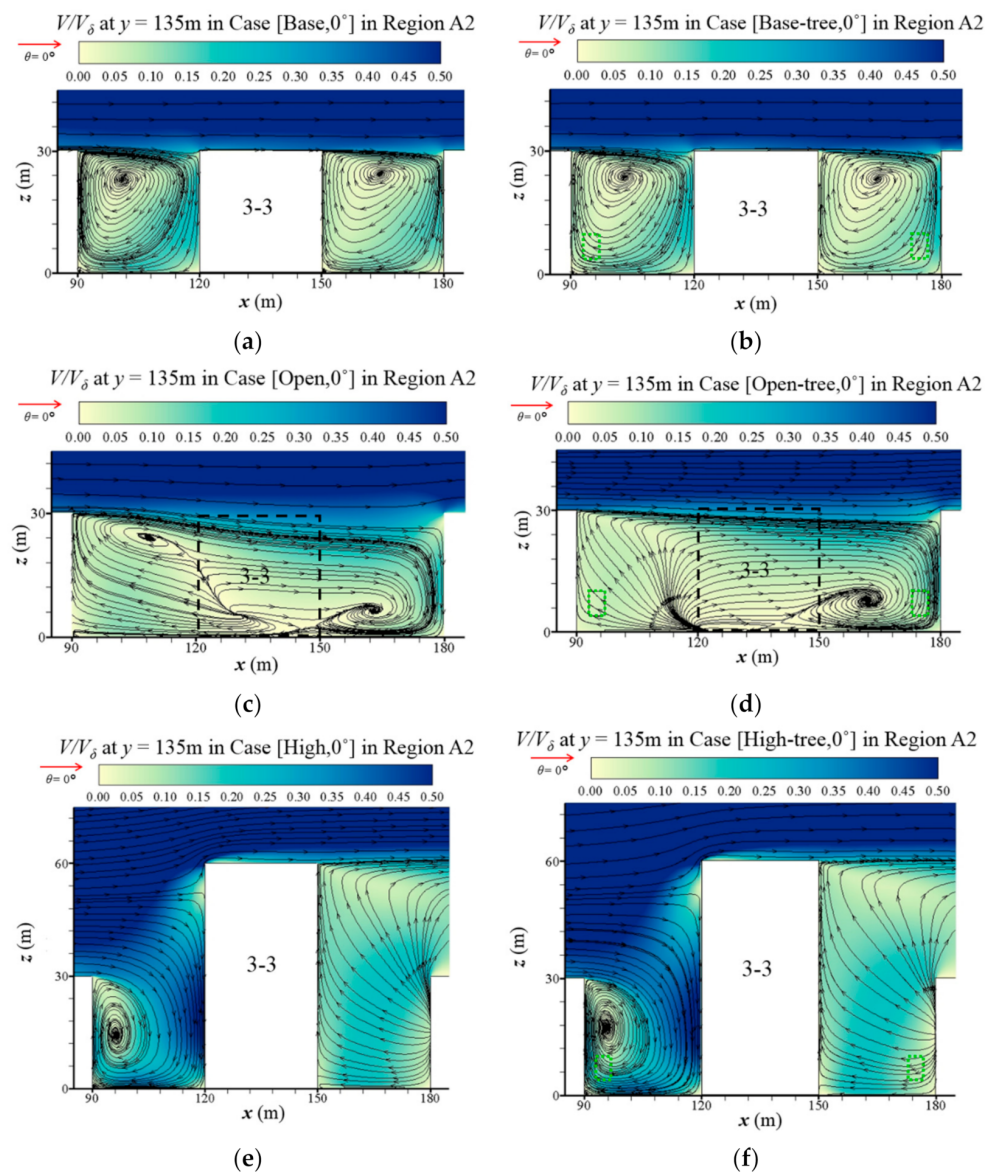 V/Vδ at y = 135m in Case [Base,0°] in Region A2
θ= 0°
0.00 0.05 0.10 0.15 0.20 0.25 0.30 0.35 0.40 0.45 0.50
30
z (m)
3-3
0
90 120 150 180
x (m)
(a)
V/Vδ at y = 135m in Case [Base-tree,0°] in Region A2
θ= 0°
0.00 0.05 0.10 0.15 0.20 0.25 0.30 0.35 0.40 0.45 0.50
30
z (m)
3-3
0
90 120 150 180
x (m)
(b)
V/Vδ at y = 135m in Case [Open,0°] in Region A2
θ= 0°
0.00 0.05 0.10 0.15 0.20 0.25 0.30 0.35 0.40 0.45 0.50
30
z (m)
3-3
0
90 120 150 180
x (m)
(c)
V/Vδ at y = 135m in Case [Open-tree,0°] in Region A2
θ= 0°
0.00 0.05 0.10 0.15 0.20 0.25 0.30 0.35 0.40 0.45 0.50
30
z (m)
3-3
0
90 120 150 180
x (m)
(d)
V/Vδ at y = 135m in Case [High,0°] in Region A2
θ= 0°
0.00 0.05 0.10 0.15 0.20 0.25 0.30 0.35 0.40 0.45 0.50
60
z (m)
3-3
30
0
90 120 150 180
x (m)
(e)
V/Vδ at y = 135m in Case [High-tree,0°] in Region A2
θ= 0°
0.00 0.05 0.10 0.15 0.20 0.25 0.30 0.35 0.40 0.45 0.50
60
z (m)
3-3
30
0
90 120 150 180
x (m)
(f)